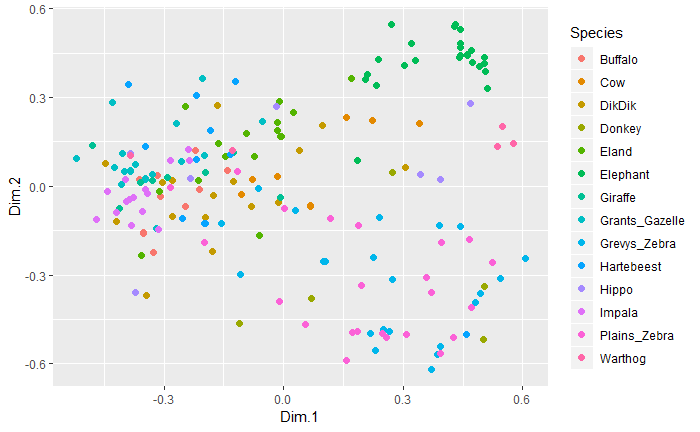 0.6
0.3
0.0
-0.3
-0.6
Dim.2
-0.3
0.0
0.3
0.6
Dim.1
Species
Buffalo
Cow
DikDik
Donkey
Eland
Elephant
Giraffe
Grants_Gazelle
Grevys_Zebra
Hartebeest
Hippo
Impala
Plains_Zebra
Warthog